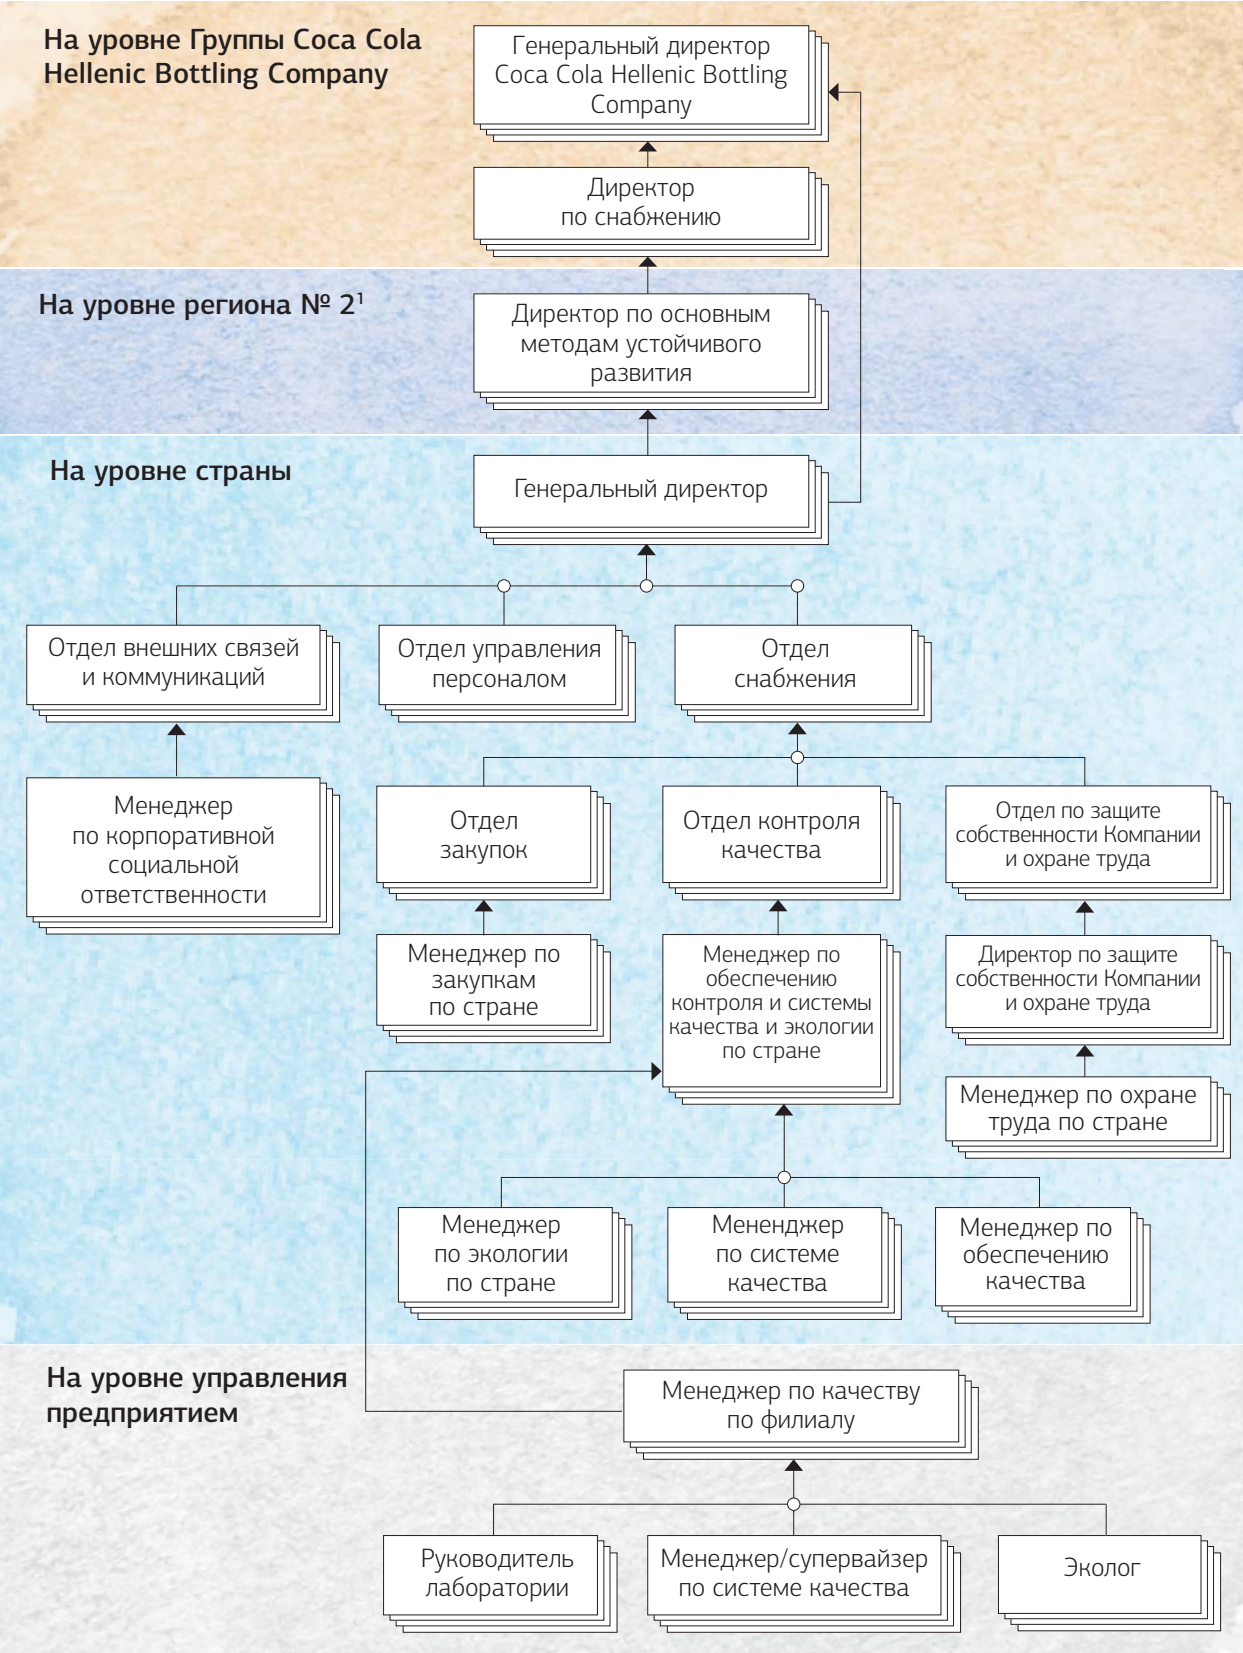 На уровне Группы Coca Cola
Hellenic Bottling Company
Генеральный директор
Coca Cola Hellenic Bottling
Company
Директор
по снабжению
На уровне региона № 2¹
Директор по основным
методам устойчивого
развития
На уровне страны
Генеральный директор
Отдел внешних связей
и коммуникаций
Отдел управления
персоналом
Отдел
снабжения
Менеджер
по корпоративной
социальной
ответственности
Отдел
закупок
Отдел контроля
качества
Отдел по защите
собственности Компании
и охране труда
Менеджер по
закупкам
по стране
Менеджер по
обеспечению
контроля и системы
качества и экологии
по стране
Директор по защите
собственности Компании
и охране труда
Менеджер по охране
труда по стране
Менеджер
по экологии
по стране
Мененджер
по системе
качества
Менеджер по
обеспечению
качества
На уровне управления
предприятием
Менеджер по качеству
по филиалу
Руководитель
лаборатории
Менеджер/супервайзер
по системе качества
Эколог